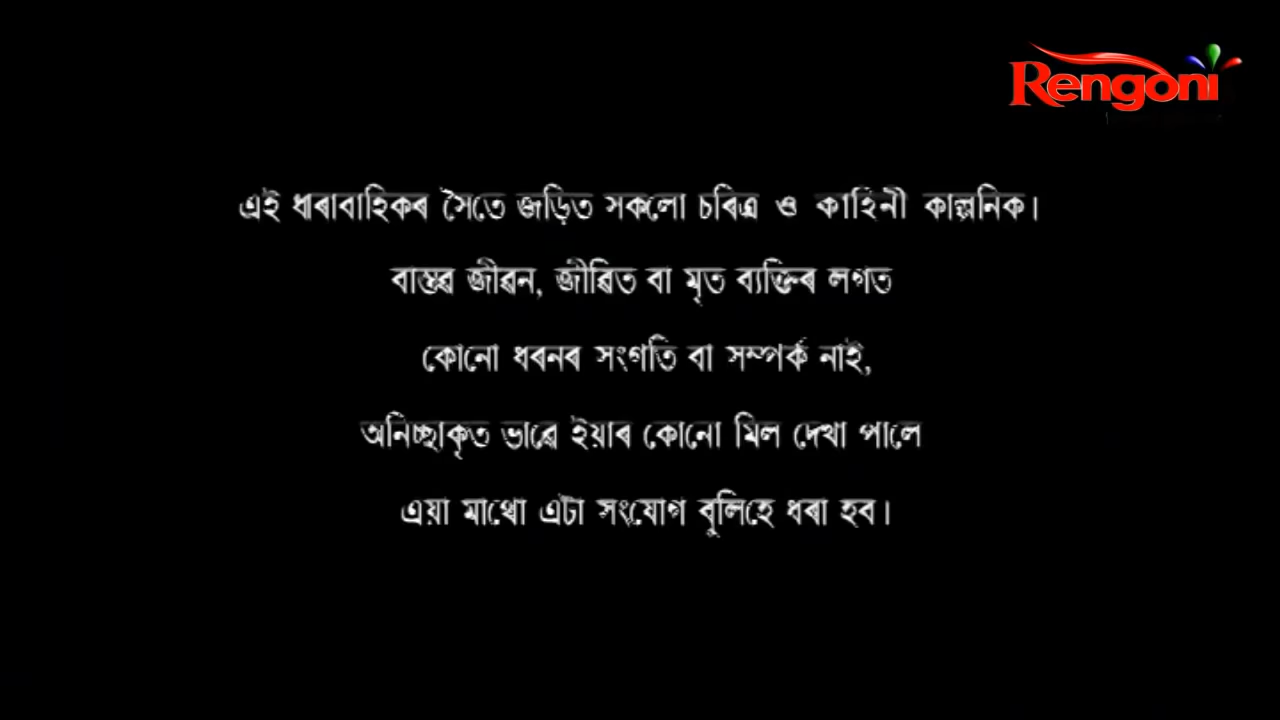 Rengoni
এই ধাৰাবাহিকৰ সৈতে জড়িত সকলো চৰিত্ৰ ও কাহিনী কাল্পনিক।
বাস্তৱ জীৱন, জীৱিত বা মৃত ব্যক্তিৰ লগত
কোনো ধৰনৰ সংগতি বা সম্পৰ্ক নাই,
অনিচ্ছাকৃত ভাৱে ইয়াৰ কোনো মিল দেখা পালে
এয়া মাথো এটা সংযোগ বুলিহে ধৰা হব।